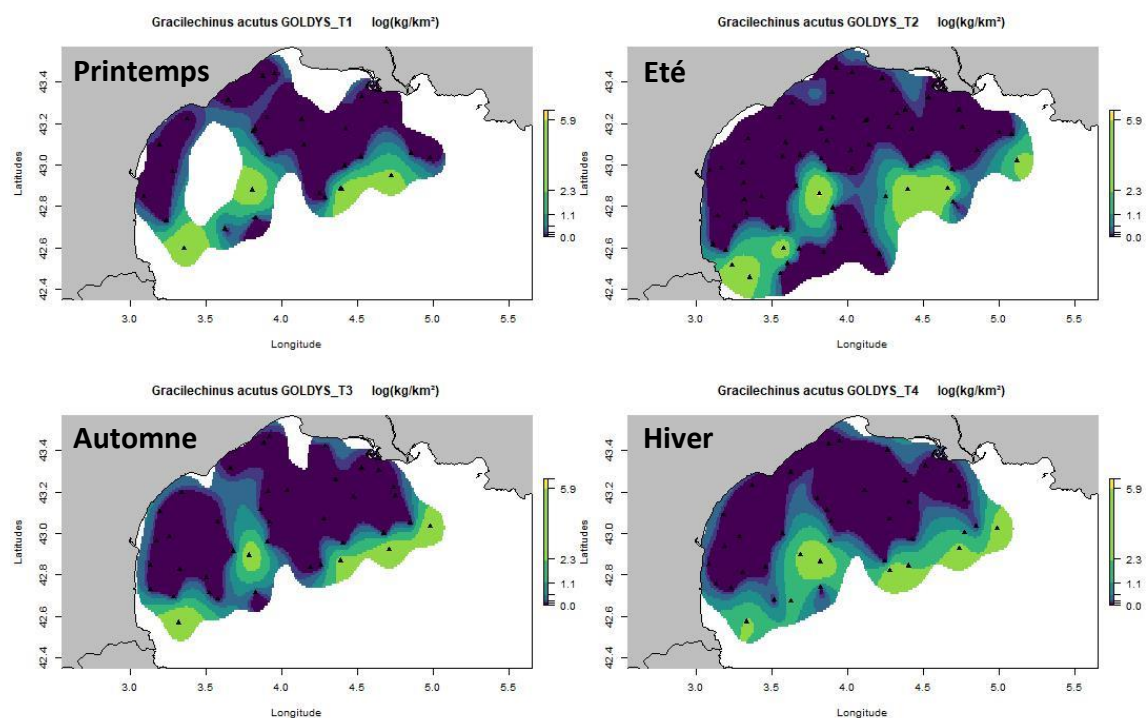 Gracilechinus acutus GOLDYS_T1 log(kg/km²)
Printemps
43.4
43.2
43.0
42.8
42.6
42.4
Latitudes
3.0 3.5 4.0 4.5 5.0 5.5
Longitude
5.9
2.3
1.1
0.0
Gracilechinus acutus GOLDYS_T2 log(kg/km²)
Eté
43.4
43.2
43.0
42.8
42.6
42.4
Latitudes
3.0 3.5 4.0 4.5 5.0 5.5
Longitude
5.9
2.3
1.1
0.0
Gracilechinus acutus GOLDYS_T3 log(kg/km²)
Automne
43.4
43.2
43.0
42.8
42.6
42.4
Latitudes
3.0 3.5 4.0 4.5 5.0 5.5
Longitude
5.9
2.3
1.1
0.0
Gracilechinus acutus GOLDYS_T4 log(kg/km²)
Hiver
43.4
43.2
43.0
42.8
42.6
42.4
Latitudes
3.0 3.5 4.0 4.5 5.0 5.5
Longitude
5.9
2.3
1.1
0.0